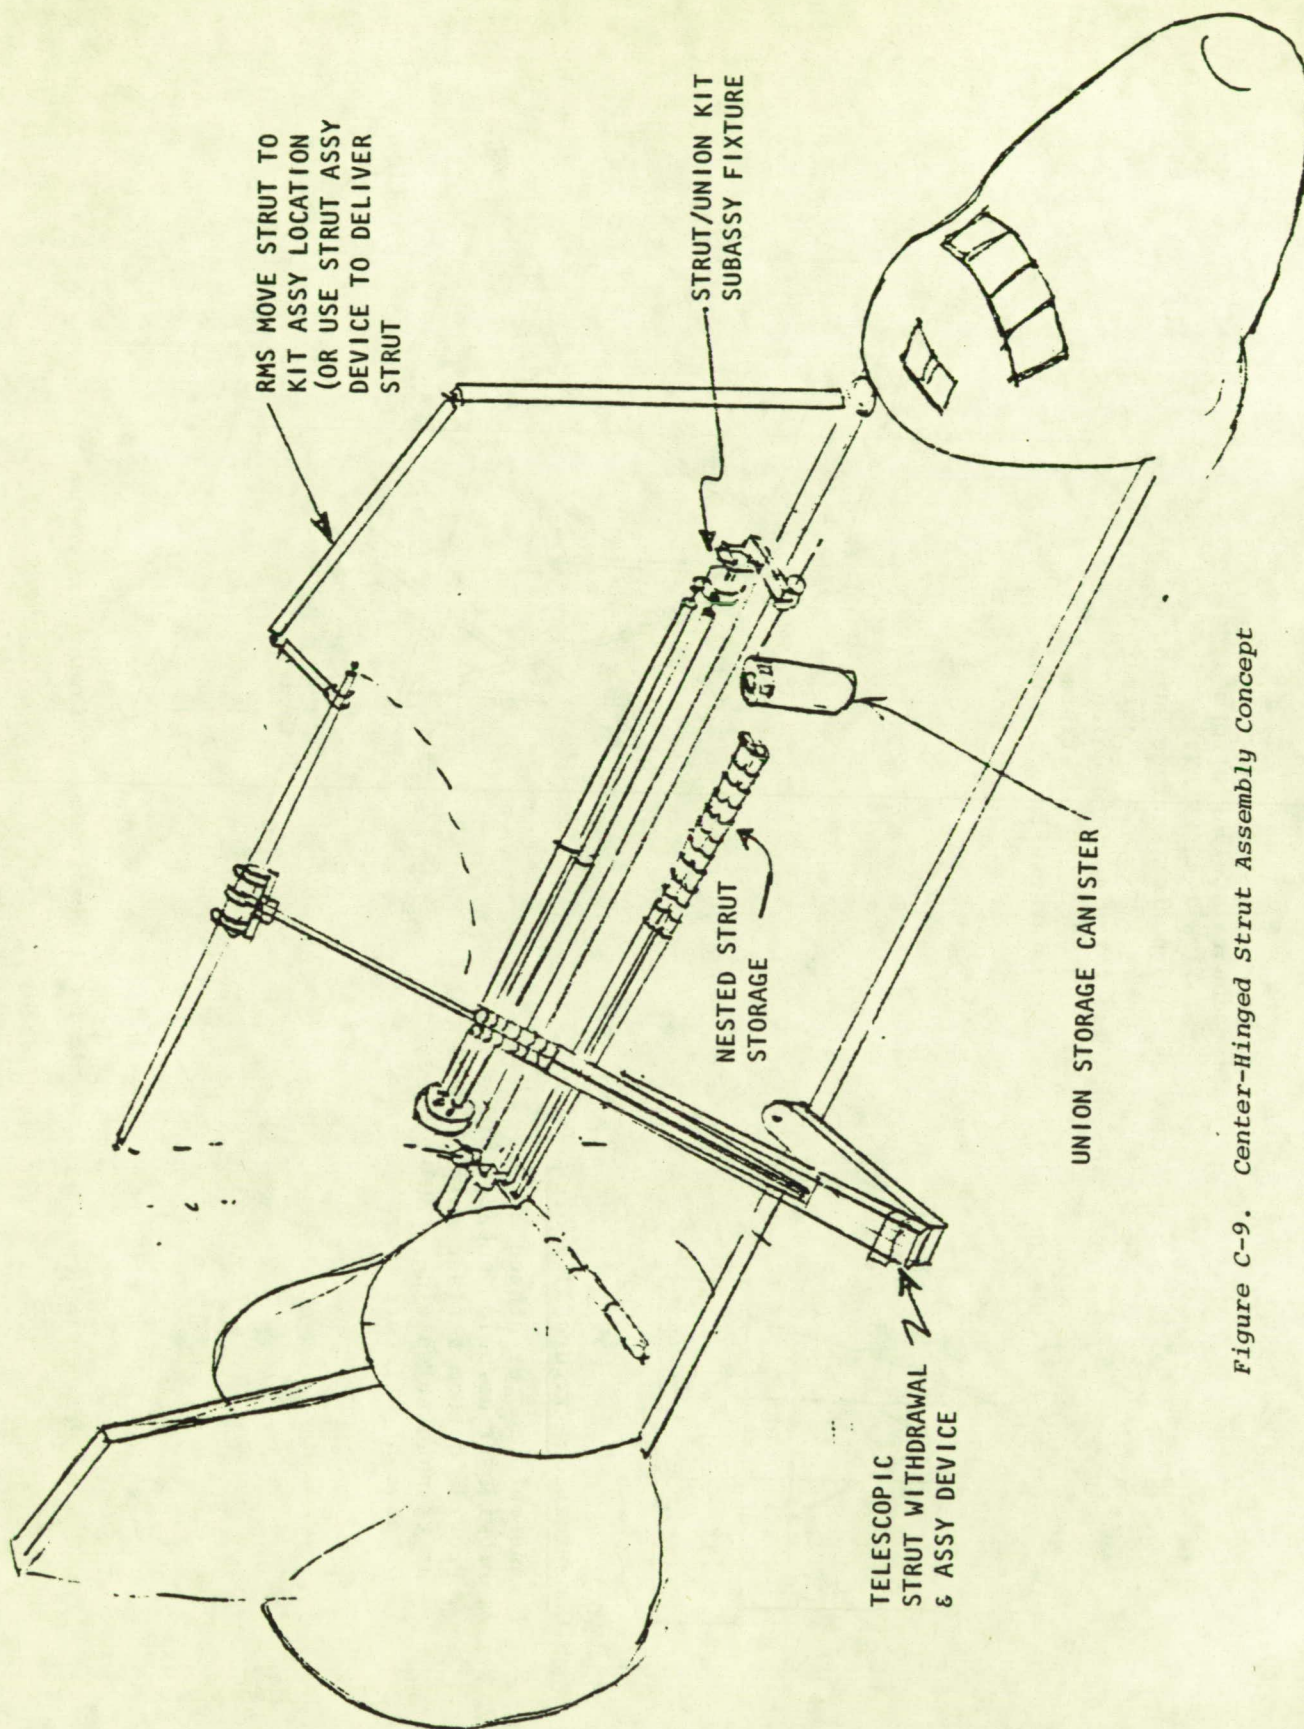 RMS MOVE STRUT TO
KIT ASSY LOCATION
(OR USE STRUT ASSY
DEVICE TO DELIVER
STRUT
STRUT/UNION KIT
SUBASSY FIXTURE
NESTED STRUT
STORAGE
UNION STORAGE CANISTER
TELESCOPIC
STRUT WITHDRAWAL
& ASSY DEVICE
Figure C-9. Center-Hinged Strut Assembly Concept